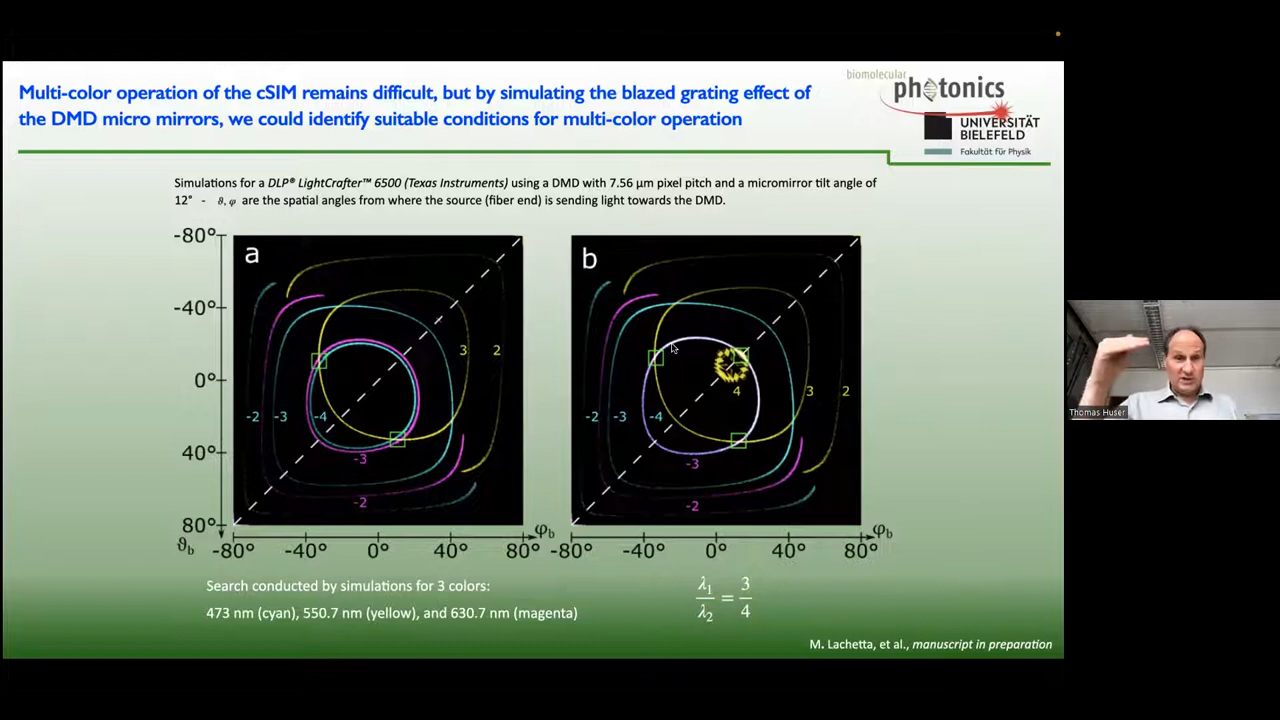 Multi-color operation of the cSIM remains difficult, but by simulating the blazed grating effect of
the DMD micro mirrors, we could identify suitable conditions for multi-color operation
biomolecular
photonics
UNIVERSITÄT
BIELEFELD
Fakultät für Physik
Simulations for a DLP® LightCrafter™ 6500 (Texas Instruments) using a DMD with 7.56 μm pixel pitch and a micromirror tilt angle of
12° - ϑ, φ are the spatial angles from where the source (fiber end) is sending light towards the DMD.
-80°
-40°
0°
40°
80°
ϑb
a
3 2
-2 -3 -4
-3
-2
-80° -40° 0° 40° 80°
φb
b
4
3 2
-2 -3 -4
-3
-2
-80° -40° 0° 40° 80°
φb
Search conducted by simulations for 3 colors:
473 nm (cyan), 550.7 nm (yellow), and 630.7 nm (magenta)
λ1/λ2 = 3/4
M. Lachetta, et al., manuscript in preparation
Thomas Huser